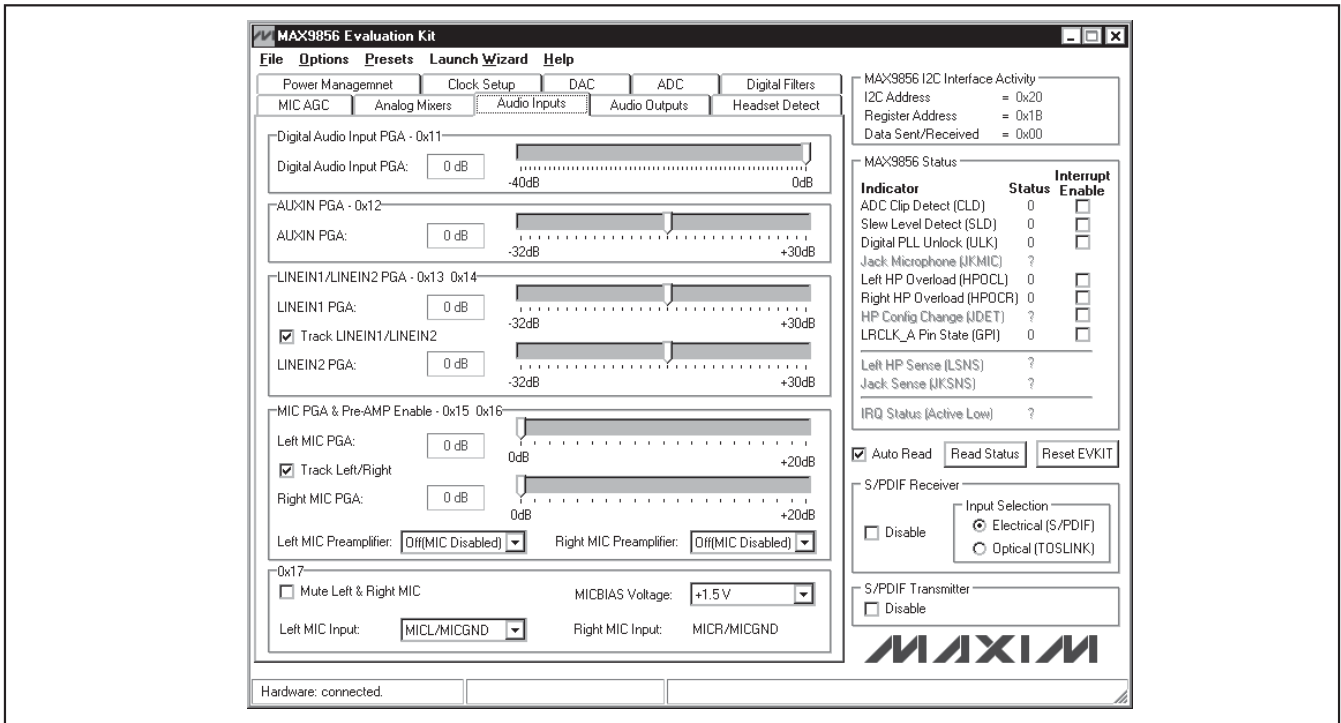 MAX9856 Evaluation Kit
File Options Presets Launch Wizard Help
Power Managemnet Clock Setup DAC ADC Digital Filters
MIC AGC Analog Mixers Audio Inputs Audio Outputs Headset Detect
Digital Audio Input PGA - 0x11
Digital Audio Input PGA: 0 dB
-40dB 0dB
AUXIN PGA - 0x12
AUXIN PGA: 0 dB
-32dB +30dB
LINEIN1/LINEIN2 PGA - 0x13 0x14
LINEIN1 PGA: 0 dB
-32dB +30dB
Track LINEIN1/LINEIN2
LINEIN2 PGA: 0 dB
-32dB +30dB
MIC PGA & Pre-AMP Enable - 0x15 0x16
Left MIC PGA: 0 dB
0dB +20dB
Track Left/Right
Right MIC PGA: 0 dB
0dB +20dB
Left MIC Preamplifier: Off(MIC Disabled) Right MIC Preamplifier: Off(MIC Disabled)
0x17
Mute Left & Right MIC MICBIAS Voltage: +1.5 V
Left MIC Input: MICL/MICGND Right MIC Input: MICR/MICGND
MAX9856 I2C Interface Activity
I2C Address = 0x20
Register Address = 0x1B
Data Sent/Received = 0x00
MAX9856 Status
Interrupt
Indicator Status Enable
ADC Clip Detect (CLD) 0
Slew Level Detect (SLD) 0
Digital PLL Unlock (ULK) 0
Jack Microphone (JKMIC) ?
Left HP Overload (HPOCL) 0
Right HP Overload (HPOCR) 0
HP Config Change (JDET) ?
LRCLK_A Pin State (GPI) 0
Left HP Sense (LSNS) ?
Jack Sense (JKSNS) ?
IRQ Status (Active Low) ?
Auto Read Read Status Reset EVKIT
S/PDIF Receiver
Input Selection
Disable
Electrical (S/PDIF)
Optical (TOSLINK)
S/PDIF Transmitter
Disable
MAXIM
Hardware: connected.